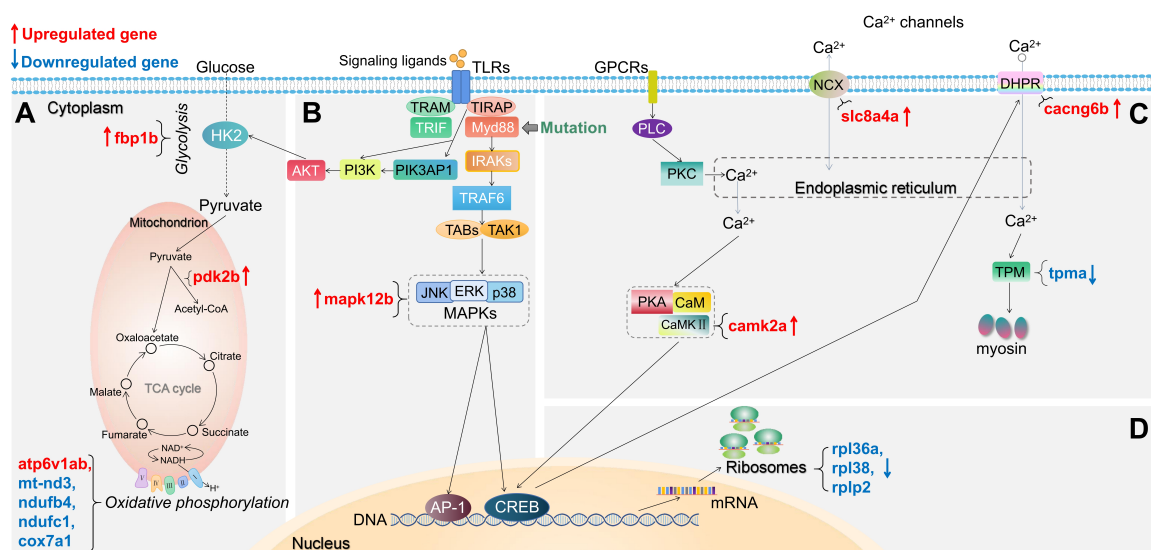 Upregulated gene
Downregulated gene
Glucose
Signaling ligands
TLRs
GPCRs
Ca²⁺ channels
Ca²⁺
Ca²⁺
A
Cytoplasm
fbp1b
Glycolysis
HK2
Pyruvate
Mitochondrion
Pyruvate
pdk2b
Acetyl-CoA
Oxaloacetate
Citrate
TCA cycle
Malate
Fumarate
Succinate
NAD⁺
NADH
H⁺
V
IV
III
II
I
atp6v1ab,
mt-nd3,
ndufb4,
ndufc1,
cox7a1
Oxidative phosphorylation
B
TRAM
TIRAP
TRIF
Myd88
Mutation
IRAKs
AKT
PI3K
PIK3AP1
TRAF6
TABs
TAK1
mapk12b
JNK
ERK
p38
MAPKs
C
NCX
slc8a4a
DHPR
cacng6b
PLC
PKC
Ca²⁺
Endoplasmic reticulum
Ca²⁺
Ca²⁺
PKA
CaM
CaMK II
camk2a
TPM
tpma
myosin
D
Ribosomes
rpl36a,
rpl38,
rplp2
mRNA
AP-1
CREB
DNA
Nucleus